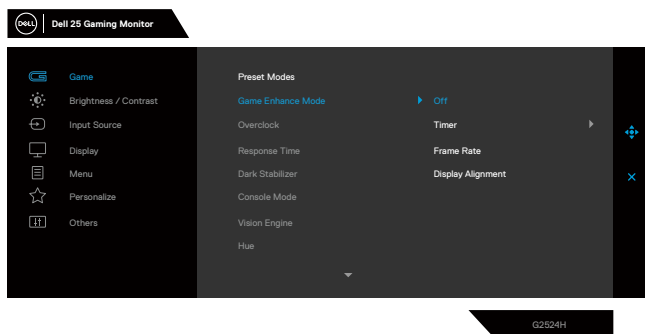 DELL
Dell 25 Gaming Monitor
Game
Brightness / Contrast
Input Source
Display
Menu
Personalize
Others
Preset Modes
Game Enhance Mode
Overclock
Response Time
Dark Stabilizer
Console Mode
Vision Engine
Hue
Off
Timer
Frame Rate
Display Alignment
G2524H